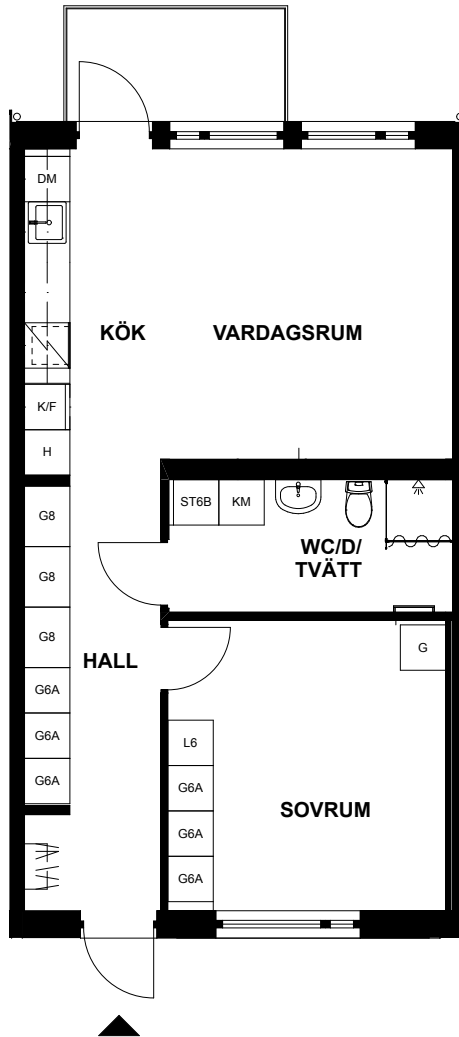 DM
KÖK
VARDAGSRUM
K/F
H
G8
ST6B
KM
WC/D/
TVÄTT
G8
G8
HALL
G
G6A
G6A
L6
G6A
G6A
SOVRUM
G6A
G6A